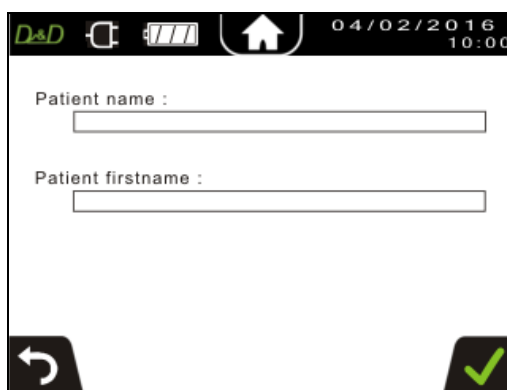 D&D
04/02/2016
10:00
Patient name :
Patient firstname :